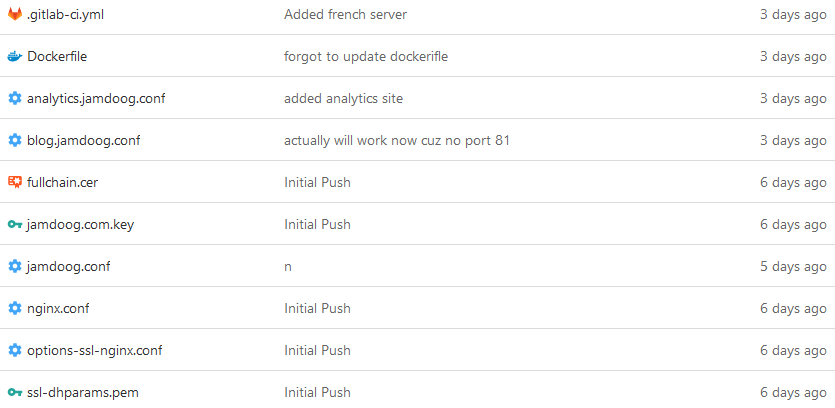 .gitlab-ci.yml Added french server 3 days ago
Dockerfile forgot to update dockerifle 3 days ago
analytics.jamdoog.conf added analytics site 3 days ago
blog.jamdoog.conf actually will work now cuz no port 81 3 days ago
fullchain.cer Initial Push 6 days ago
jamdoog.com.key Initial Push 6 days ago
jamdoog.conf n 5 days ago
nginx.conf Initial Push 6 days ago
options-ssl-nginx.conf Initial Push 6 days ago
ssl-dhparams.pem Initial Push 6 days ago